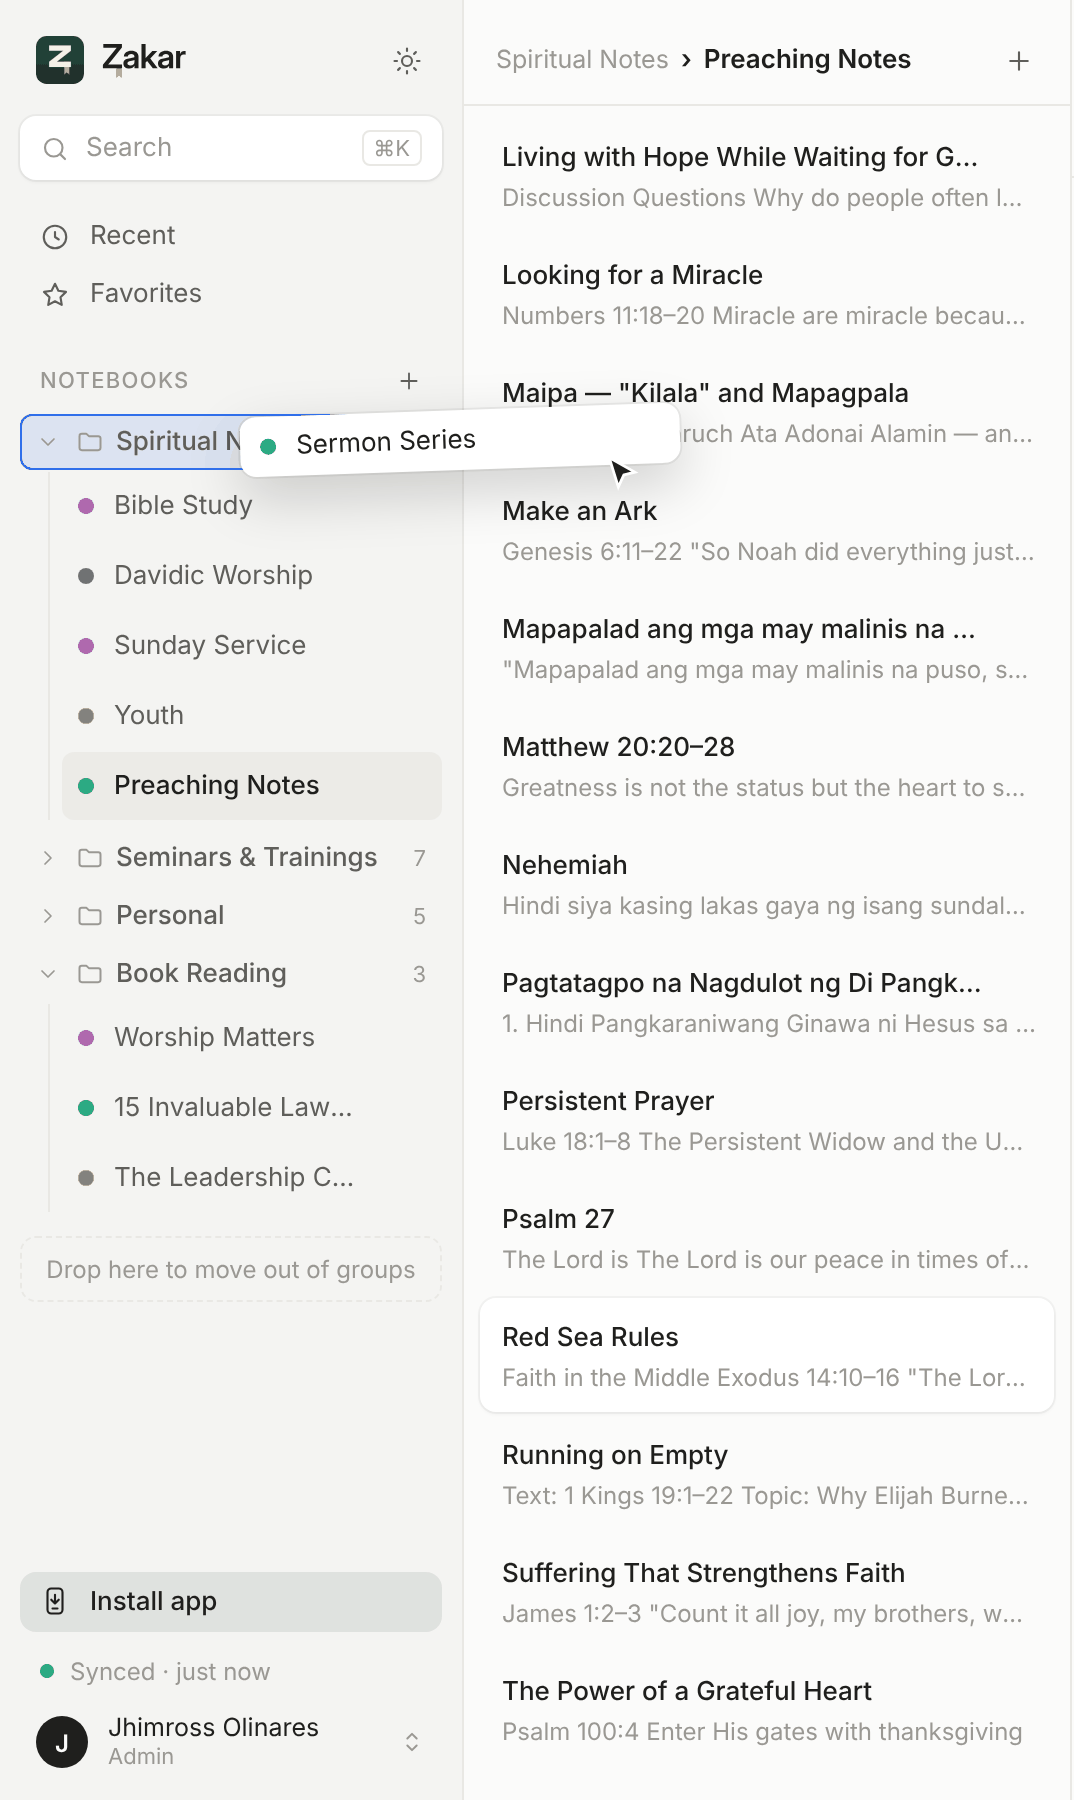 Zakar
Search
⌘K
Recent
Favorites
NOTEBOOKS
Spiritual
Sermon Series
Bible Study
Davidic Worship
Sunday Service
Youth
Preaching Notes
Seminars & Trainings 7
Personal 5
Book Reading 3
Worship Matters
15 Invaluable Law...
The Leadership C...
Drop here to move out of groups
Install app
Synced · just now
J
Jhimross Olinares
Admin
Spiritual Notes › Preaching Notes
Living with Hope While Waiting for G...
Discussion Questions Why do people often l...
Looking for a Miracle
Numbers 11:18–20 Miracle are miracle becau...
Maipa — "Kilala" and Mapagpala
Ata Adonai Alamin — an...
Make an Ark
Genesis 6:11–22 "So Noah did everything just...
Mapapalad ang mga may malinis na ...
"Mapapalad ang mga may malinis na puso, s...
Matthew 20:20–28
Greatness is not the status but the heart to s...
Nehemiah
Hindi siya kasing lakas gaya ng isang sundal...
Pagtatagpo na Nagdulot ng Di Pangk...
1. Hindi Pangkaraniwang Ginawa ni Hesus sa ...
Persistent Prayer
Luke 18:1–8 The Persistent Widow and the U...
Psalm 27
The Lord is The Lord is our peace in times of...
Red Sea Rules
Faith in the Middle Exodus 14:10–16 "The Lor...
Running on Empty
Text: 1 Kings 19:1–22 Topic: Why Elijah Burne...
Suffering That Strengthens Faith
James 1:2–3 "Count it all joy, my brothers, w...
The Power of a Grateful Heart
Psalm 100:4 Enter His gates with thanksgiving